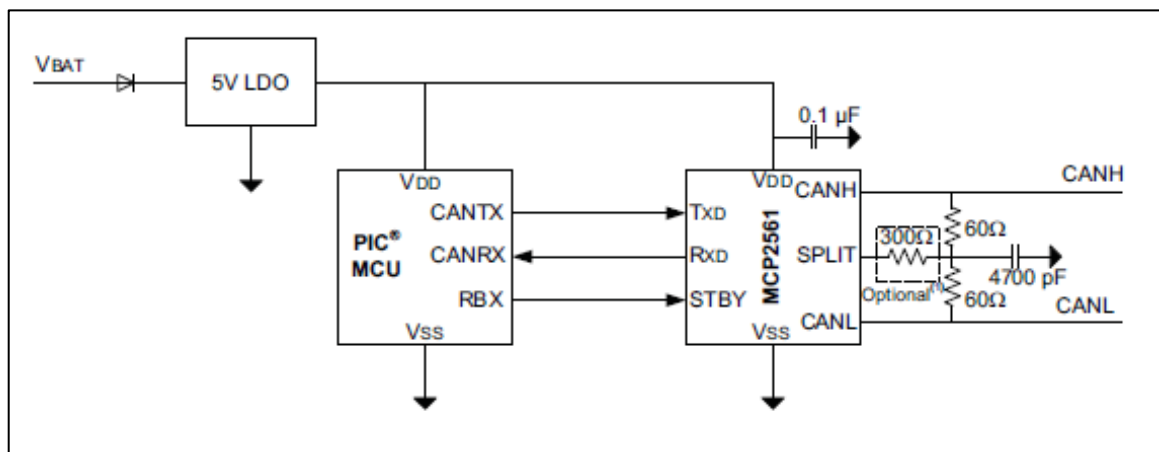 VBAT
5V LDO
0.1 µF
VDD
CANTX
CANRX
RBX
VSS
PIC®
MCU
VDD
TXD
RXD
STBY
VSS
MCP2561
CANH
SPLIT
CANL
CANH
60Ω
300Ω
Optional(1)
4700 pF
60Ω
CANL